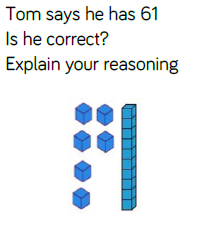 Tom says he has 61
Is he correct?
Explain your reasoning